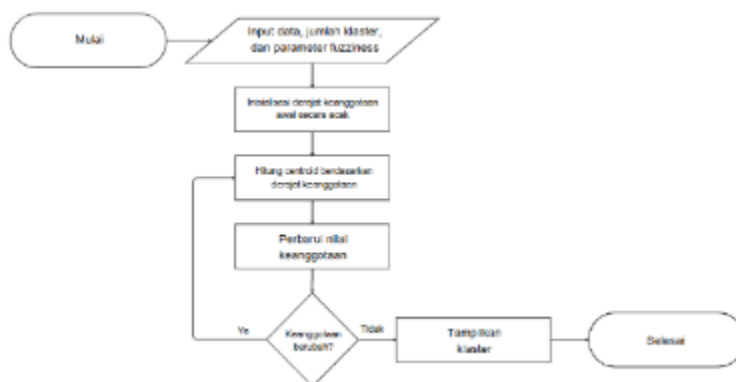 Mulai
Input data, jumlah klaster,
dan parameter fuzziness
Inisialisasi derajat keanggotaan
awal secara acak
Hitung centroid berdasarkan
derajat keanggotaan
Perbarui nilai
keanggotaan
Keanggotaan
berubah?
Ya
Tidak
Tampilkan
klaster
Selesai